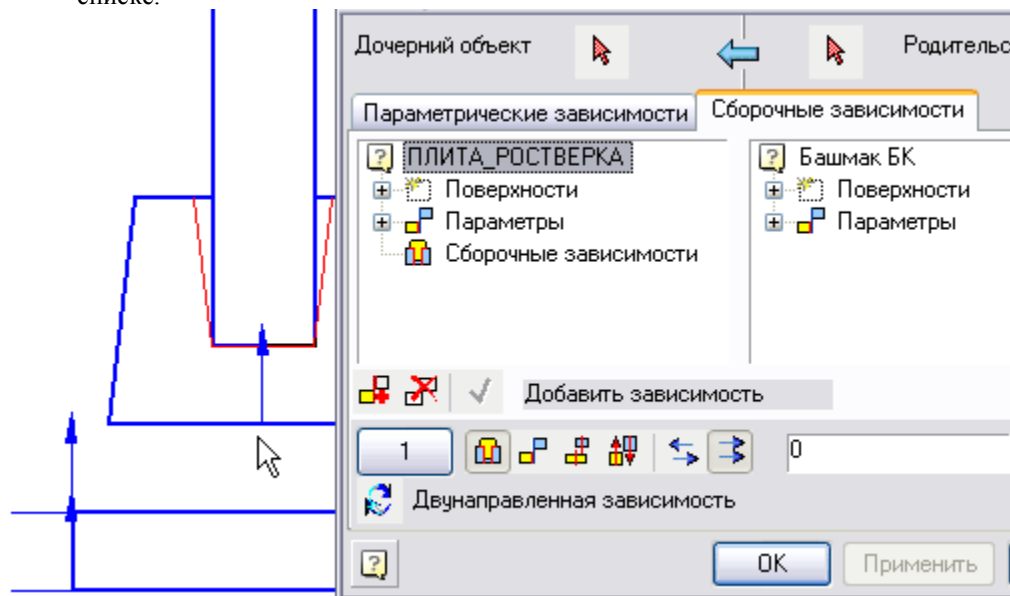 списке.
Дочерний объект
Родительс
Параметрические зависимости
Сборочные зависимости
ПЛИТА_РОСТВЕРКА
Поверхности
Параметры
Сборочные зависимости
Башмак БК
Поверхности
Параметры
Добавить зависимость
1
0
Двунаправленная зависимость
OK
Применить